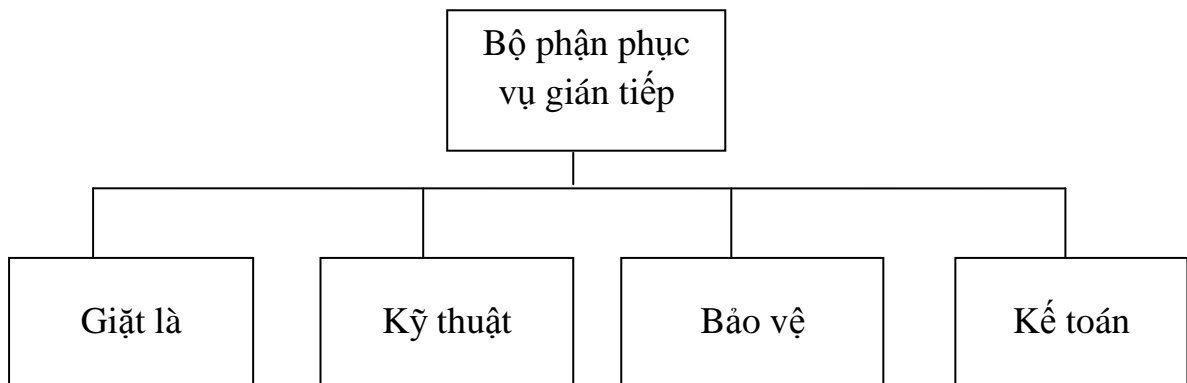 Bộ phận phục
vụ gián tiếp
Giặt là
Kỹ thuật
Bảo vệ
Kế toán